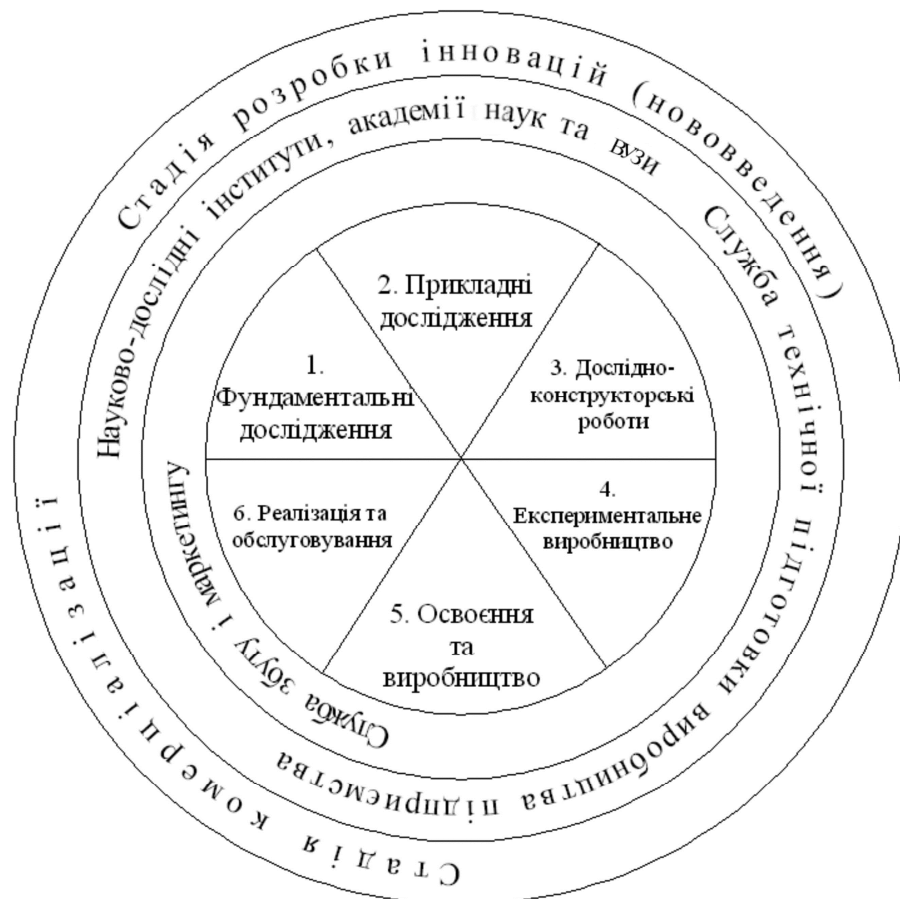 Стадія розробки інновацій (нововведення)
Науково-дослідні інститути, академії наук та вузи
Служба технічної підготовки виробництва підприємства
2. Прикладні
дослідження
1.
Фундаментальні
дослідження
3. Дослідно-
конструкторські
роботи
4.
Експериментальне
виробництво
6. Реалізація та
обслуговування
5. Освоєння
та
виробництво
Служба збуту і маркетингу
Стадія комерціалізації